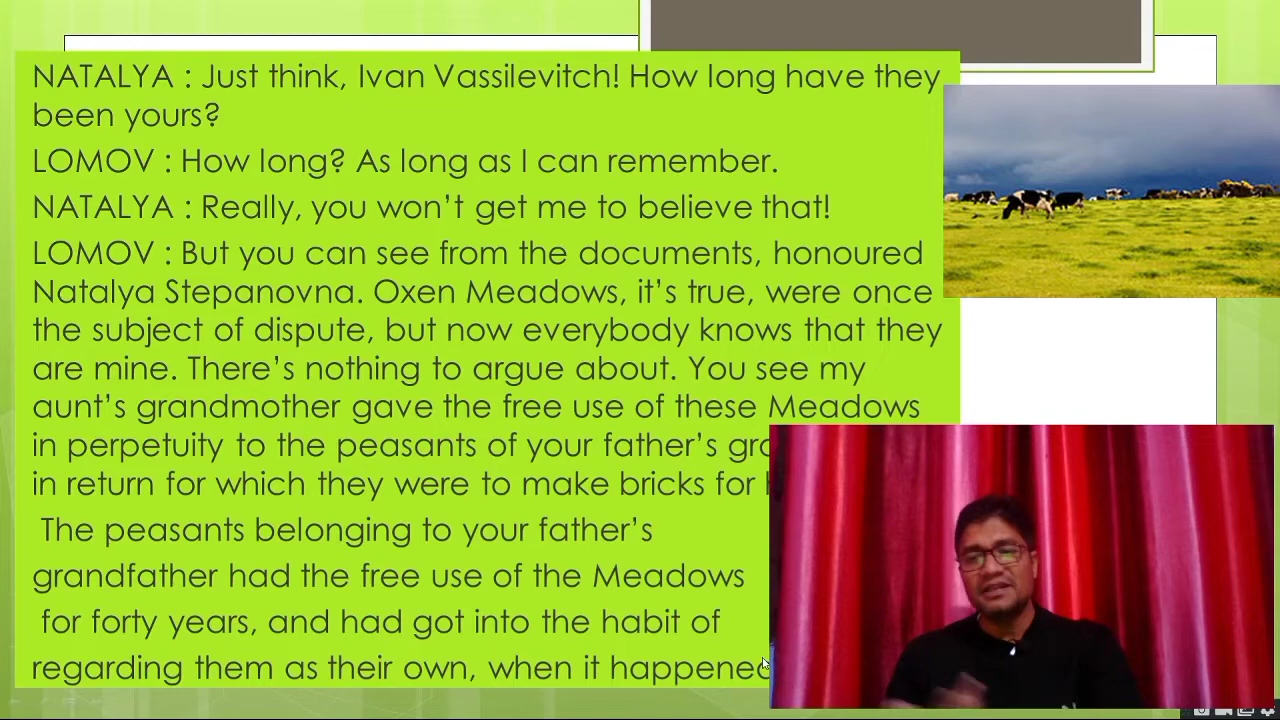 NATALYA : Just think, Ivan Vassilevitch! How long have they
been yours?
LOMOV : How long? As long as I can remember.
NATALYA : Really, you won’t get me to believe that!
LOMOV : But you can see from the documents, honoured
Natalya Stepanovna. Oxen Meadows, it’s true, were once
the subject of dispute, but now everybody knows that they
are mine. There’s nothing to argue about. You see my
aunt’s grandmother gave the free use of these Meadows
in perpetuity to the peasants of your father’s
in return for which they were to make bricks for
The peasants belonging to your father’s
grandfather had the free use of the Meadows
for forty years, and had got into the habit of
regarding them as their own, when it happened